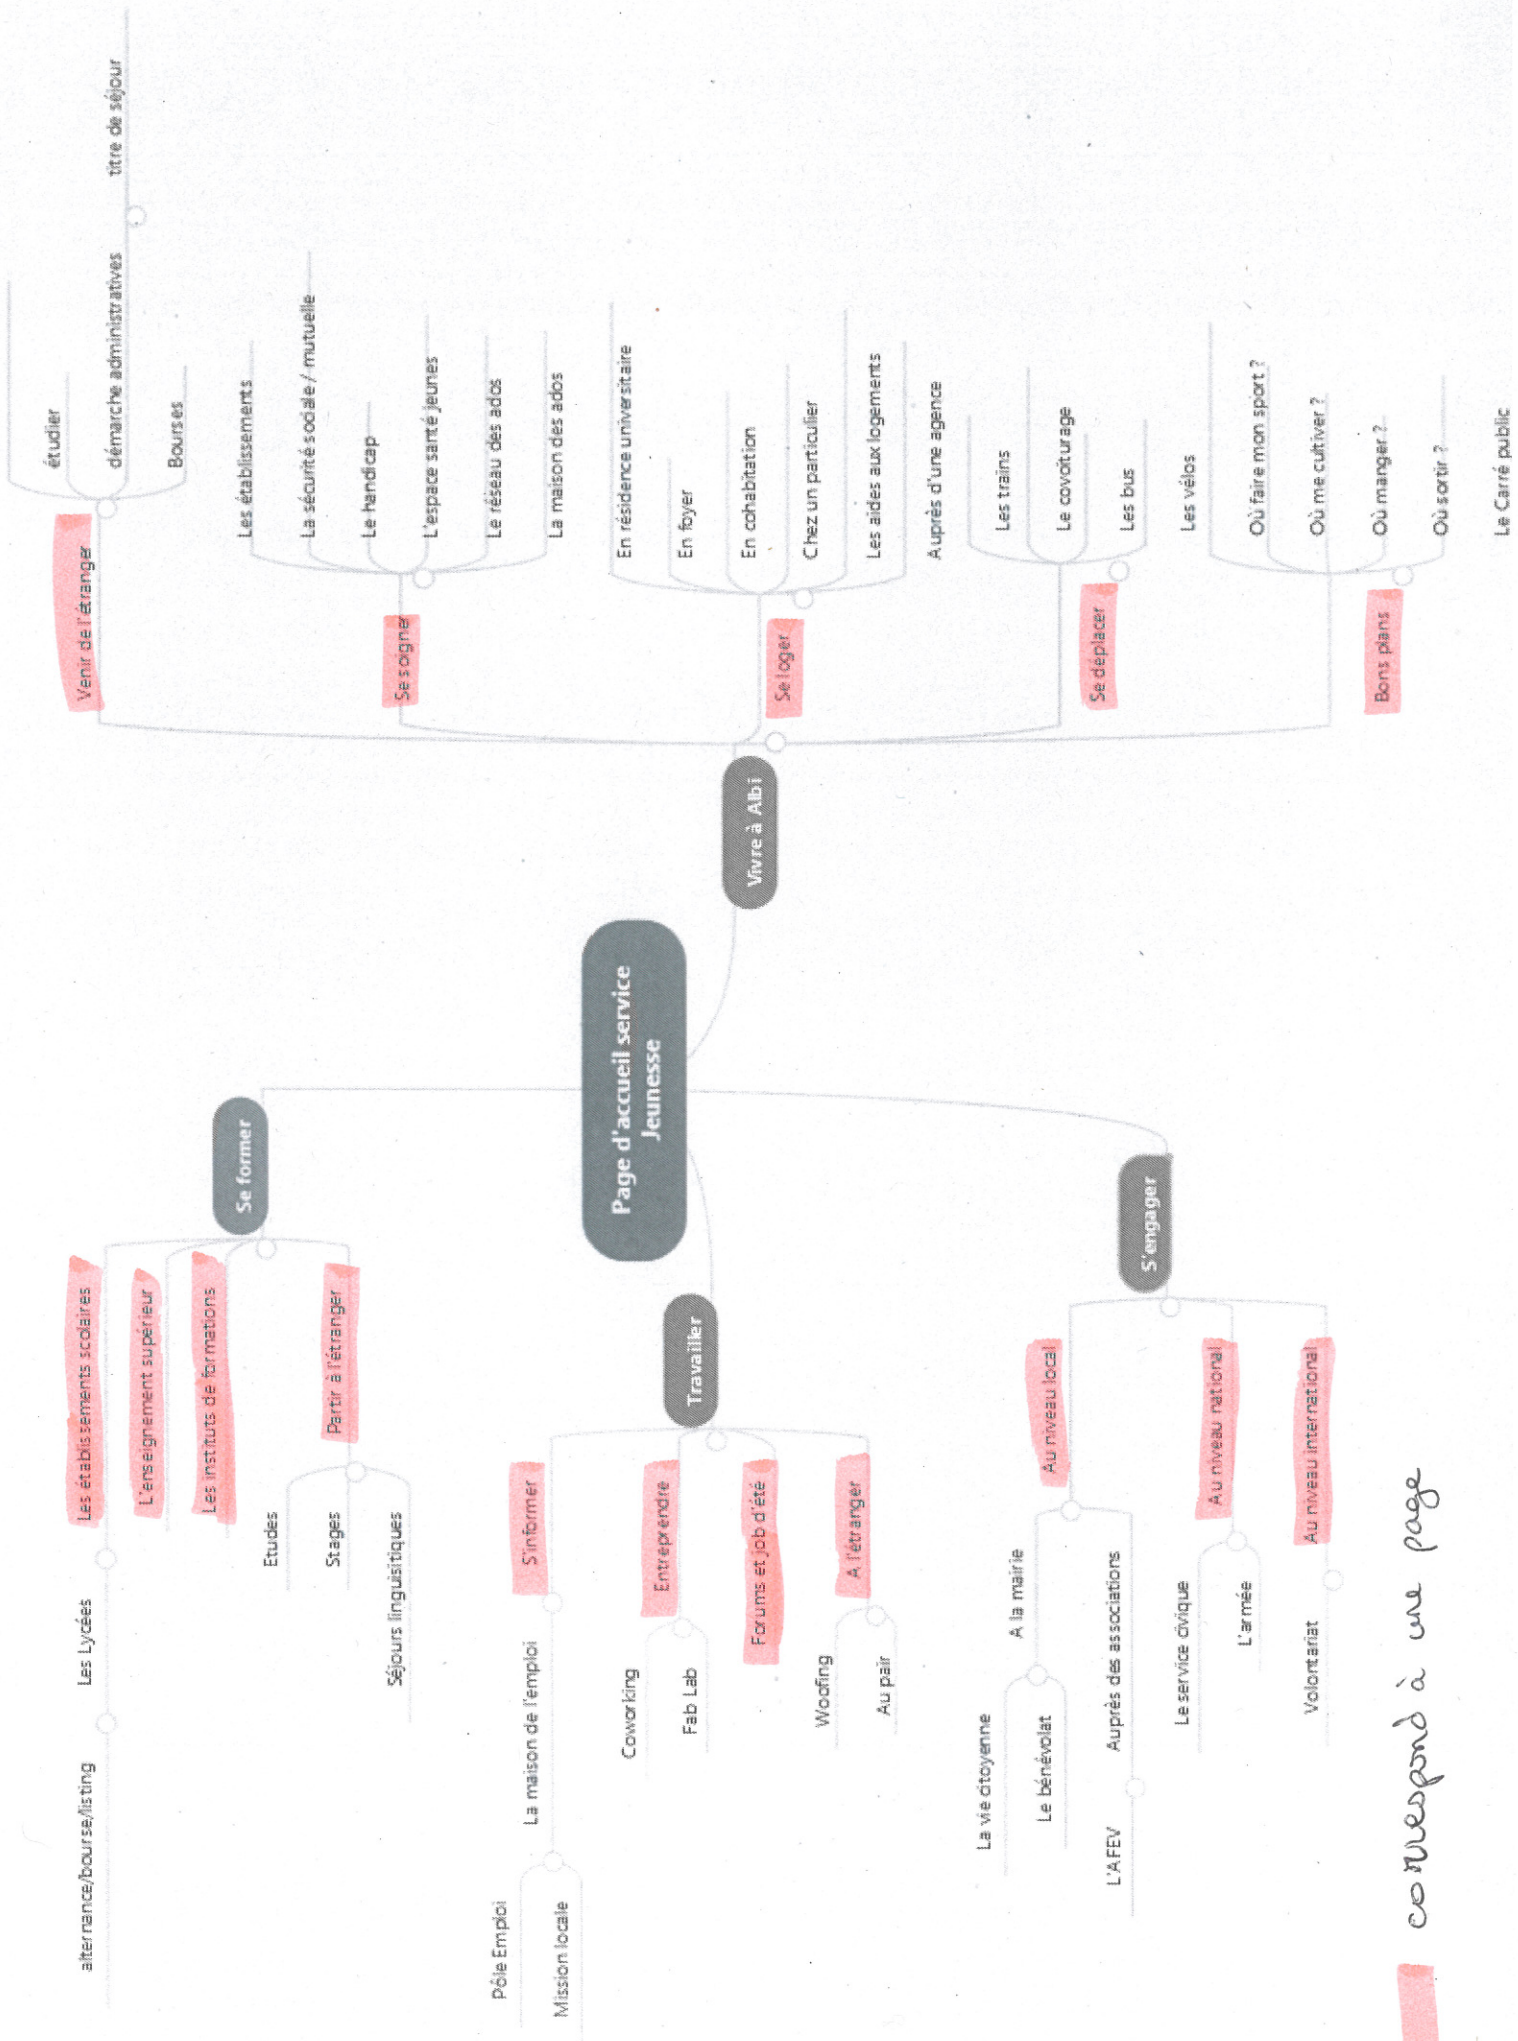 Page d'accueil service
Jeunesse
Se former
Les établissements scolaires
Les Lycées
alternance/bourse/listing
L'enseignement supérieur
Les instituts de formations
Partir à l'étranger
Etudes
Stages
Séjours linguisitiques
Travailler
S'informer
La maison de l'emploi
Pôle Emploi
Mission locale
Entreprendre
Coworking
Fab Lab
Forums et job d'été
A l'étranger
Woofing
Au pair
S'engager
Au niveau local
A la mairie
La vie citoyenne
Le bénévolat
Auprès des associations
L'AFEV
Au niveau national
Le service civique
L'armée
Au niveau international
Volontariat
Vivre à Albi
Venir de l'étranger
étudier
démarche administratives
titre de séjour
Bourses
Se soigner
Les établissements
La sécurité sociale / mutuelle
Le handicap
L'espace santé jeunes
Le réseau des ados
La maison des ados
Se loger
En résidence universitaire
En foyer
En cohabitation
Chez un particulier
Les aides aux logements
Auprès d'une agence
Se déplacer
Les trains
Le covoiturage
Les bus
Les vélos
Bons plans
Où faire mon sport ?
Où me cultiver ?
Où manger ?
Où sortir ?
Le Carré public
correspond à une page